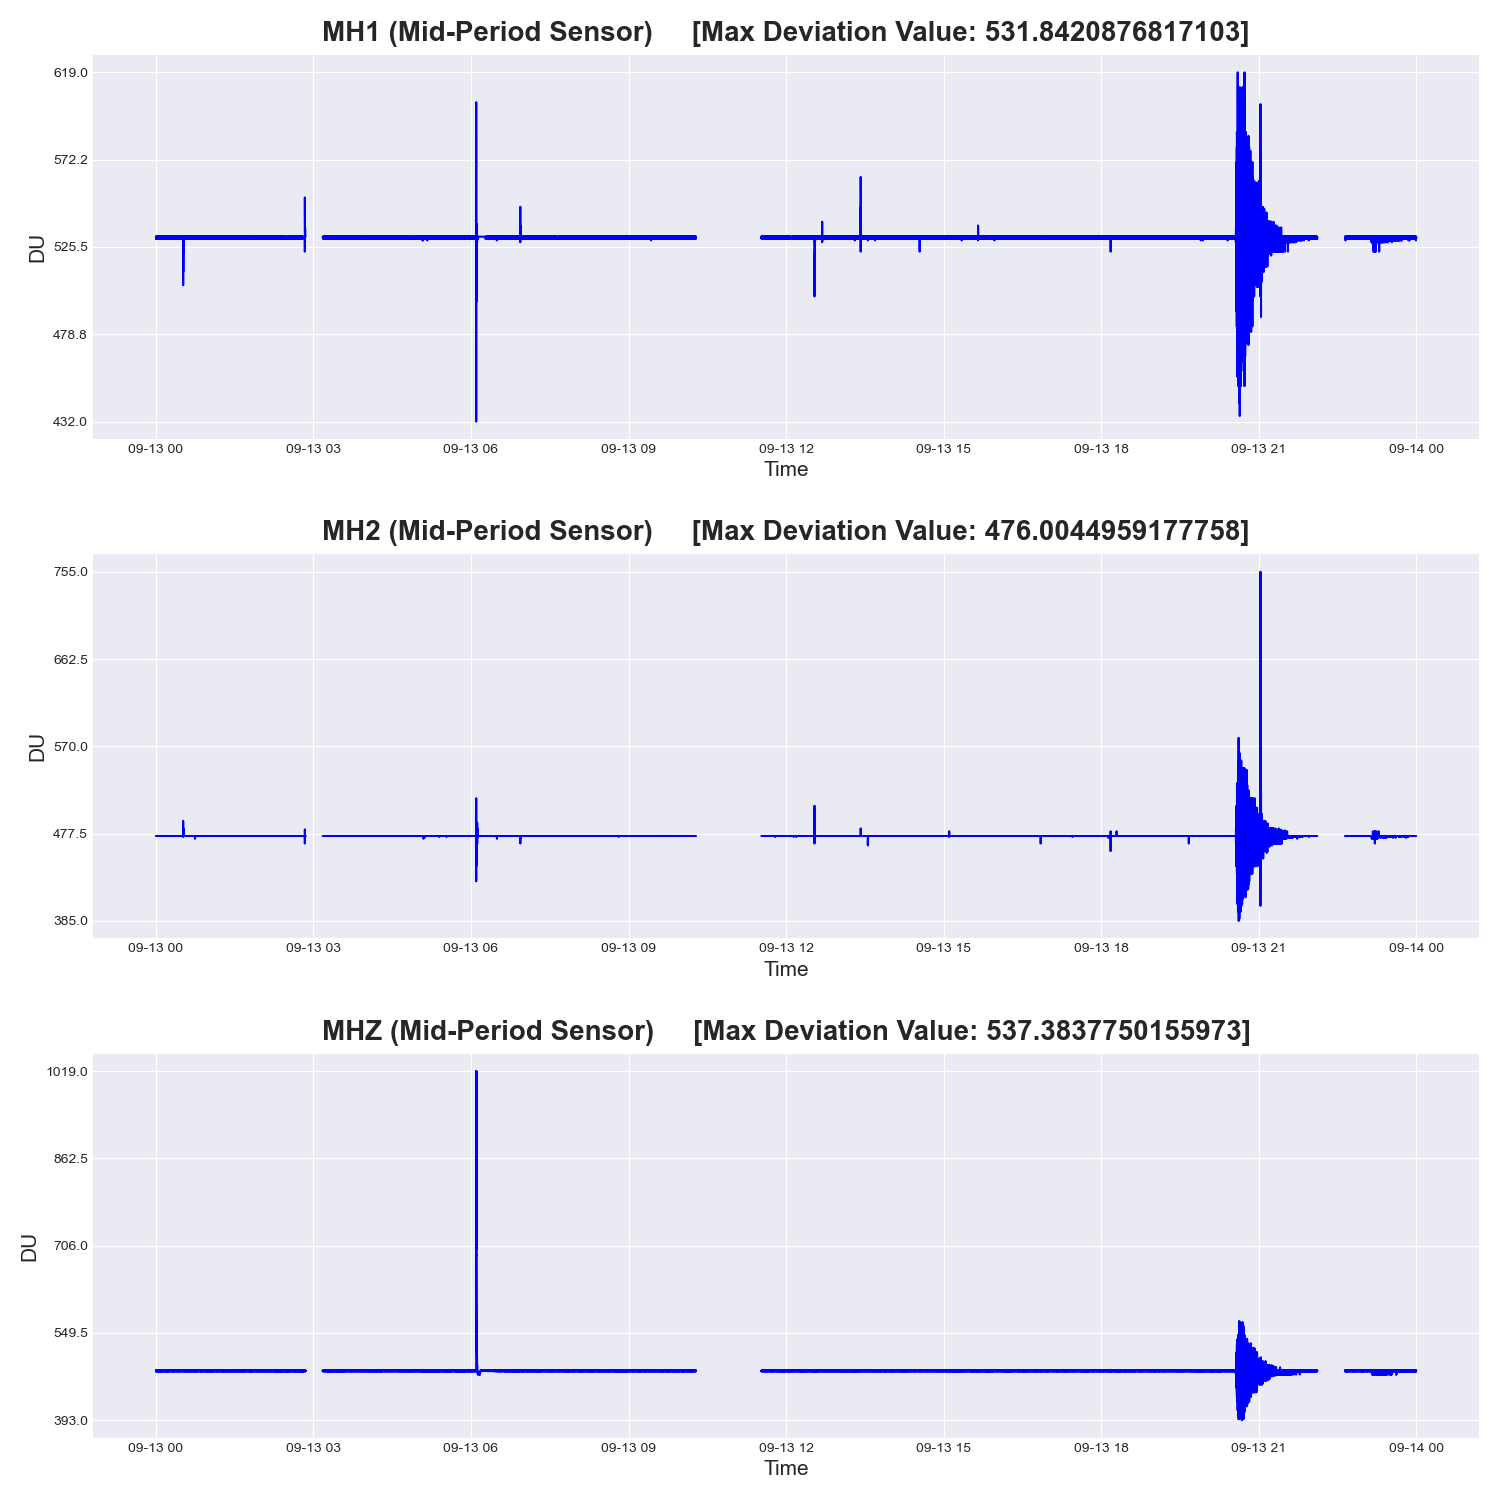 MH1 (Mid-Period Sensor) [Max Deviation Value: 531.8420876817103]
619.0
572.2
525.5
478.8
432.0
DU
09-13 00 09-13 03 09-13 06 09-13 09 09-13 12 09-13 15 09-13 18 09-13 21 09-14 00
Time
MH2 (Mid-Period Sensor) [Max Deviation Value: 476.0044959177758]
755.0
662.5
570.0
477.5
385.0
DU
09-13 00 09-13 03 09-13 06 09-13 09 09-13 12 09-13 15 09-13 18 09-13 21 09-14 00
Time
MHZ (Mid-Period Sensor) [Max Deviation Value: 537.3837750155973]
1019.0
862.5
706.0
549.5
393.0
DU
09-13 00 09-13 03 09-13 06 09-13 09 09-13 12 09-13 15 09-13 18 09-13 21 09-14 00
Time